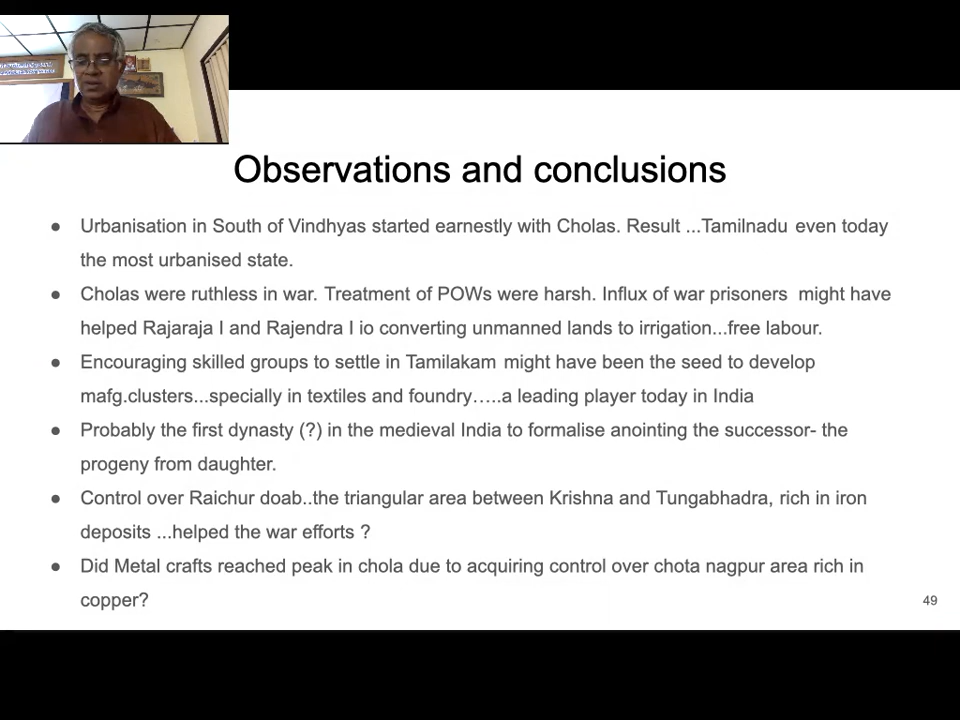 Observations and conclusions
● Urbanisation in South of Vindhyas started earnestly with Cholas. Result ...Tamilnadu even today
the most urbanised state.
● Cholas were ruthless in war. Treatment of POWs were harsh. Influx of war prisoners might have
helped Rajaraja I and Rajendra I io converting unmanned lands to irrigation...free labour.
● Encouraging skilled groups to settle in Tamilakam might have been the seed to develop
mafg.clusters...specially in textiles and foundry…..a leading player today in India
● Probably the first dynasty (?) in the medieval India to formalise anointing the successor- the
progeny from daughter.
● Control over Raichur doab..the triangular area between Krishna and Tungabhadra, rich in iron
deposits ...helped the war efforts ?
● Did Metal crafts reached peak in chola due to acquiring control over chota nagpur area rich in
copper?
49